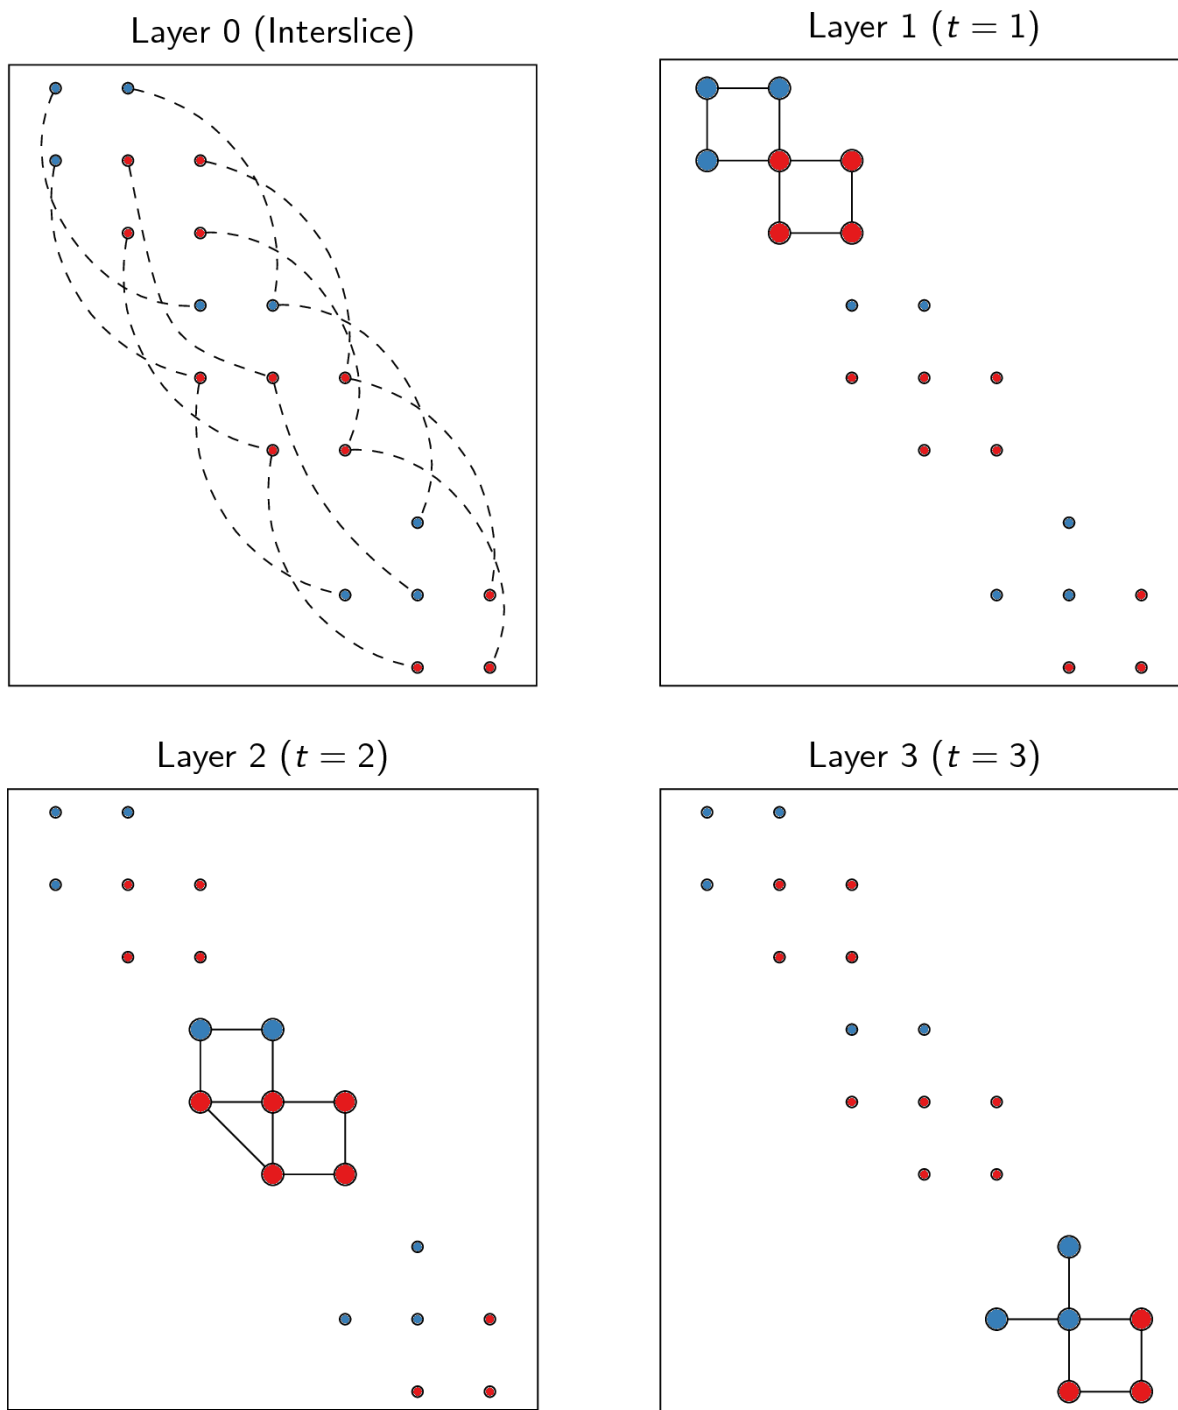 Layer 0 (Interslice)
Layer 1 (t = 1)
Layer 2 (t = 2)
Layer 3 (t = 3)